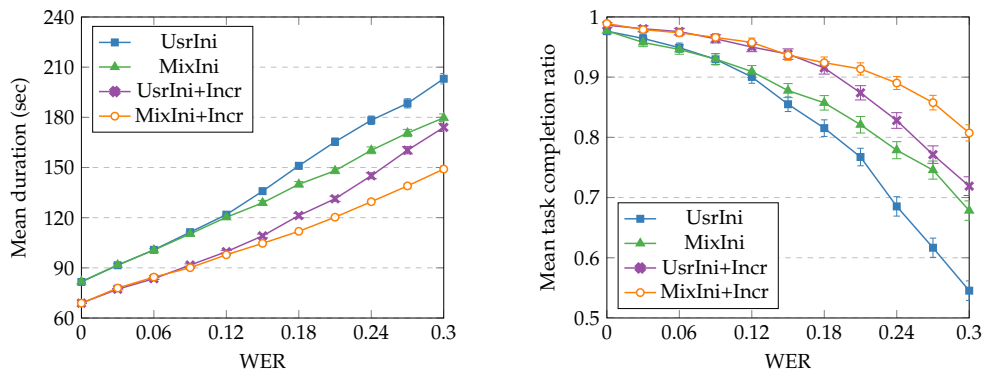 Mean duration (sec)
240
210
180
150
120
90
60
UsrIni
MixIni
UsrIni+Incr
MixIni+Incr
0 0.06 0.12 0.18 0.24 0.3
WER
Mean task completion ratio
1
0.9
0.8
0.7
0.6
0.5
UsrIni
MixIni
UsrIni+Incr
MixIni+Incr
0 0.06 0.12 0.18 0.24 0.3
WER